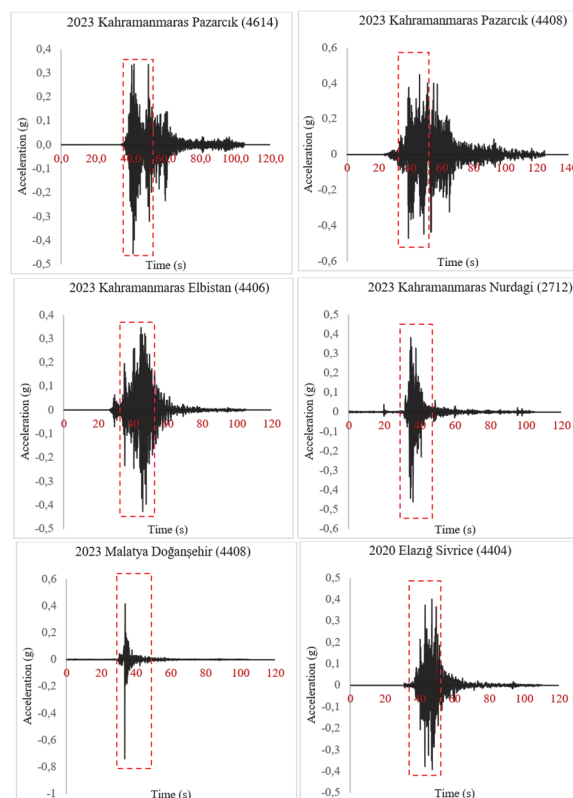 2023 Kahramanmaras Pazarcık (4614)
0,4
0,3
0,2
0,1
0,0
-0,1
-0,2
-0,3
-0,4
-0,5
Acceleration (g)
0,0 20,0 40,0 60,0 80,0 100,0 120,0
Time (s)
2023 Kahramanmaras Pazarcık (4408)
0,6
0,4
0,2
0
-0,2
-0,4
-0,6
Acceleration (g)
0 20 40 60 80 100 120 140
Time (s)
2023 Kahramanmaras Elbistan (4406)
0,4
0,3
0,2
0,1
0
-0,1
-0,2
-0,3
-0,4
-0,5
Acceleration (g)
0 20 40 60 80 100 120
Time (s)
2023 Kahramanmaras Nurdagi (2712)
0,5
0,4
0,3
0,2
0,1
0
-0,1
-0,2
-0,3
-0,4
-0,5
-0,6
Acceleration (g)
0 20 40 60 80 100 120
Time (s)
2023 Malatya Doğanşehir (4408)
0,6
0,4
0,2
0
-0,2
-0,4
-0,6
-0,8
-1
Acceleration (g)
0 20 40 60 80 100 120
Time (s)
2020 Elazığ Sivrice (4404)
0,5
0,4
0,3
0,2
0,1
0
-0,1
-0,2
-0,3
-0,4
-0,5
Acceleration (g)
0 20 40 60 80 100 120
Time (s)